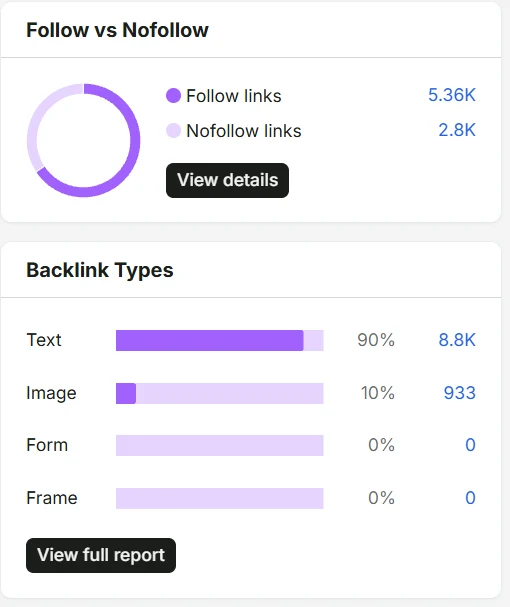 Follow vs Nofollow
Follow links 5.36K
Nofollow links 2.8K
View details
Backlink Types
Text 90% 8.8K
Image 10% 933
Form 0% 0
Frame 0% 0
View full report